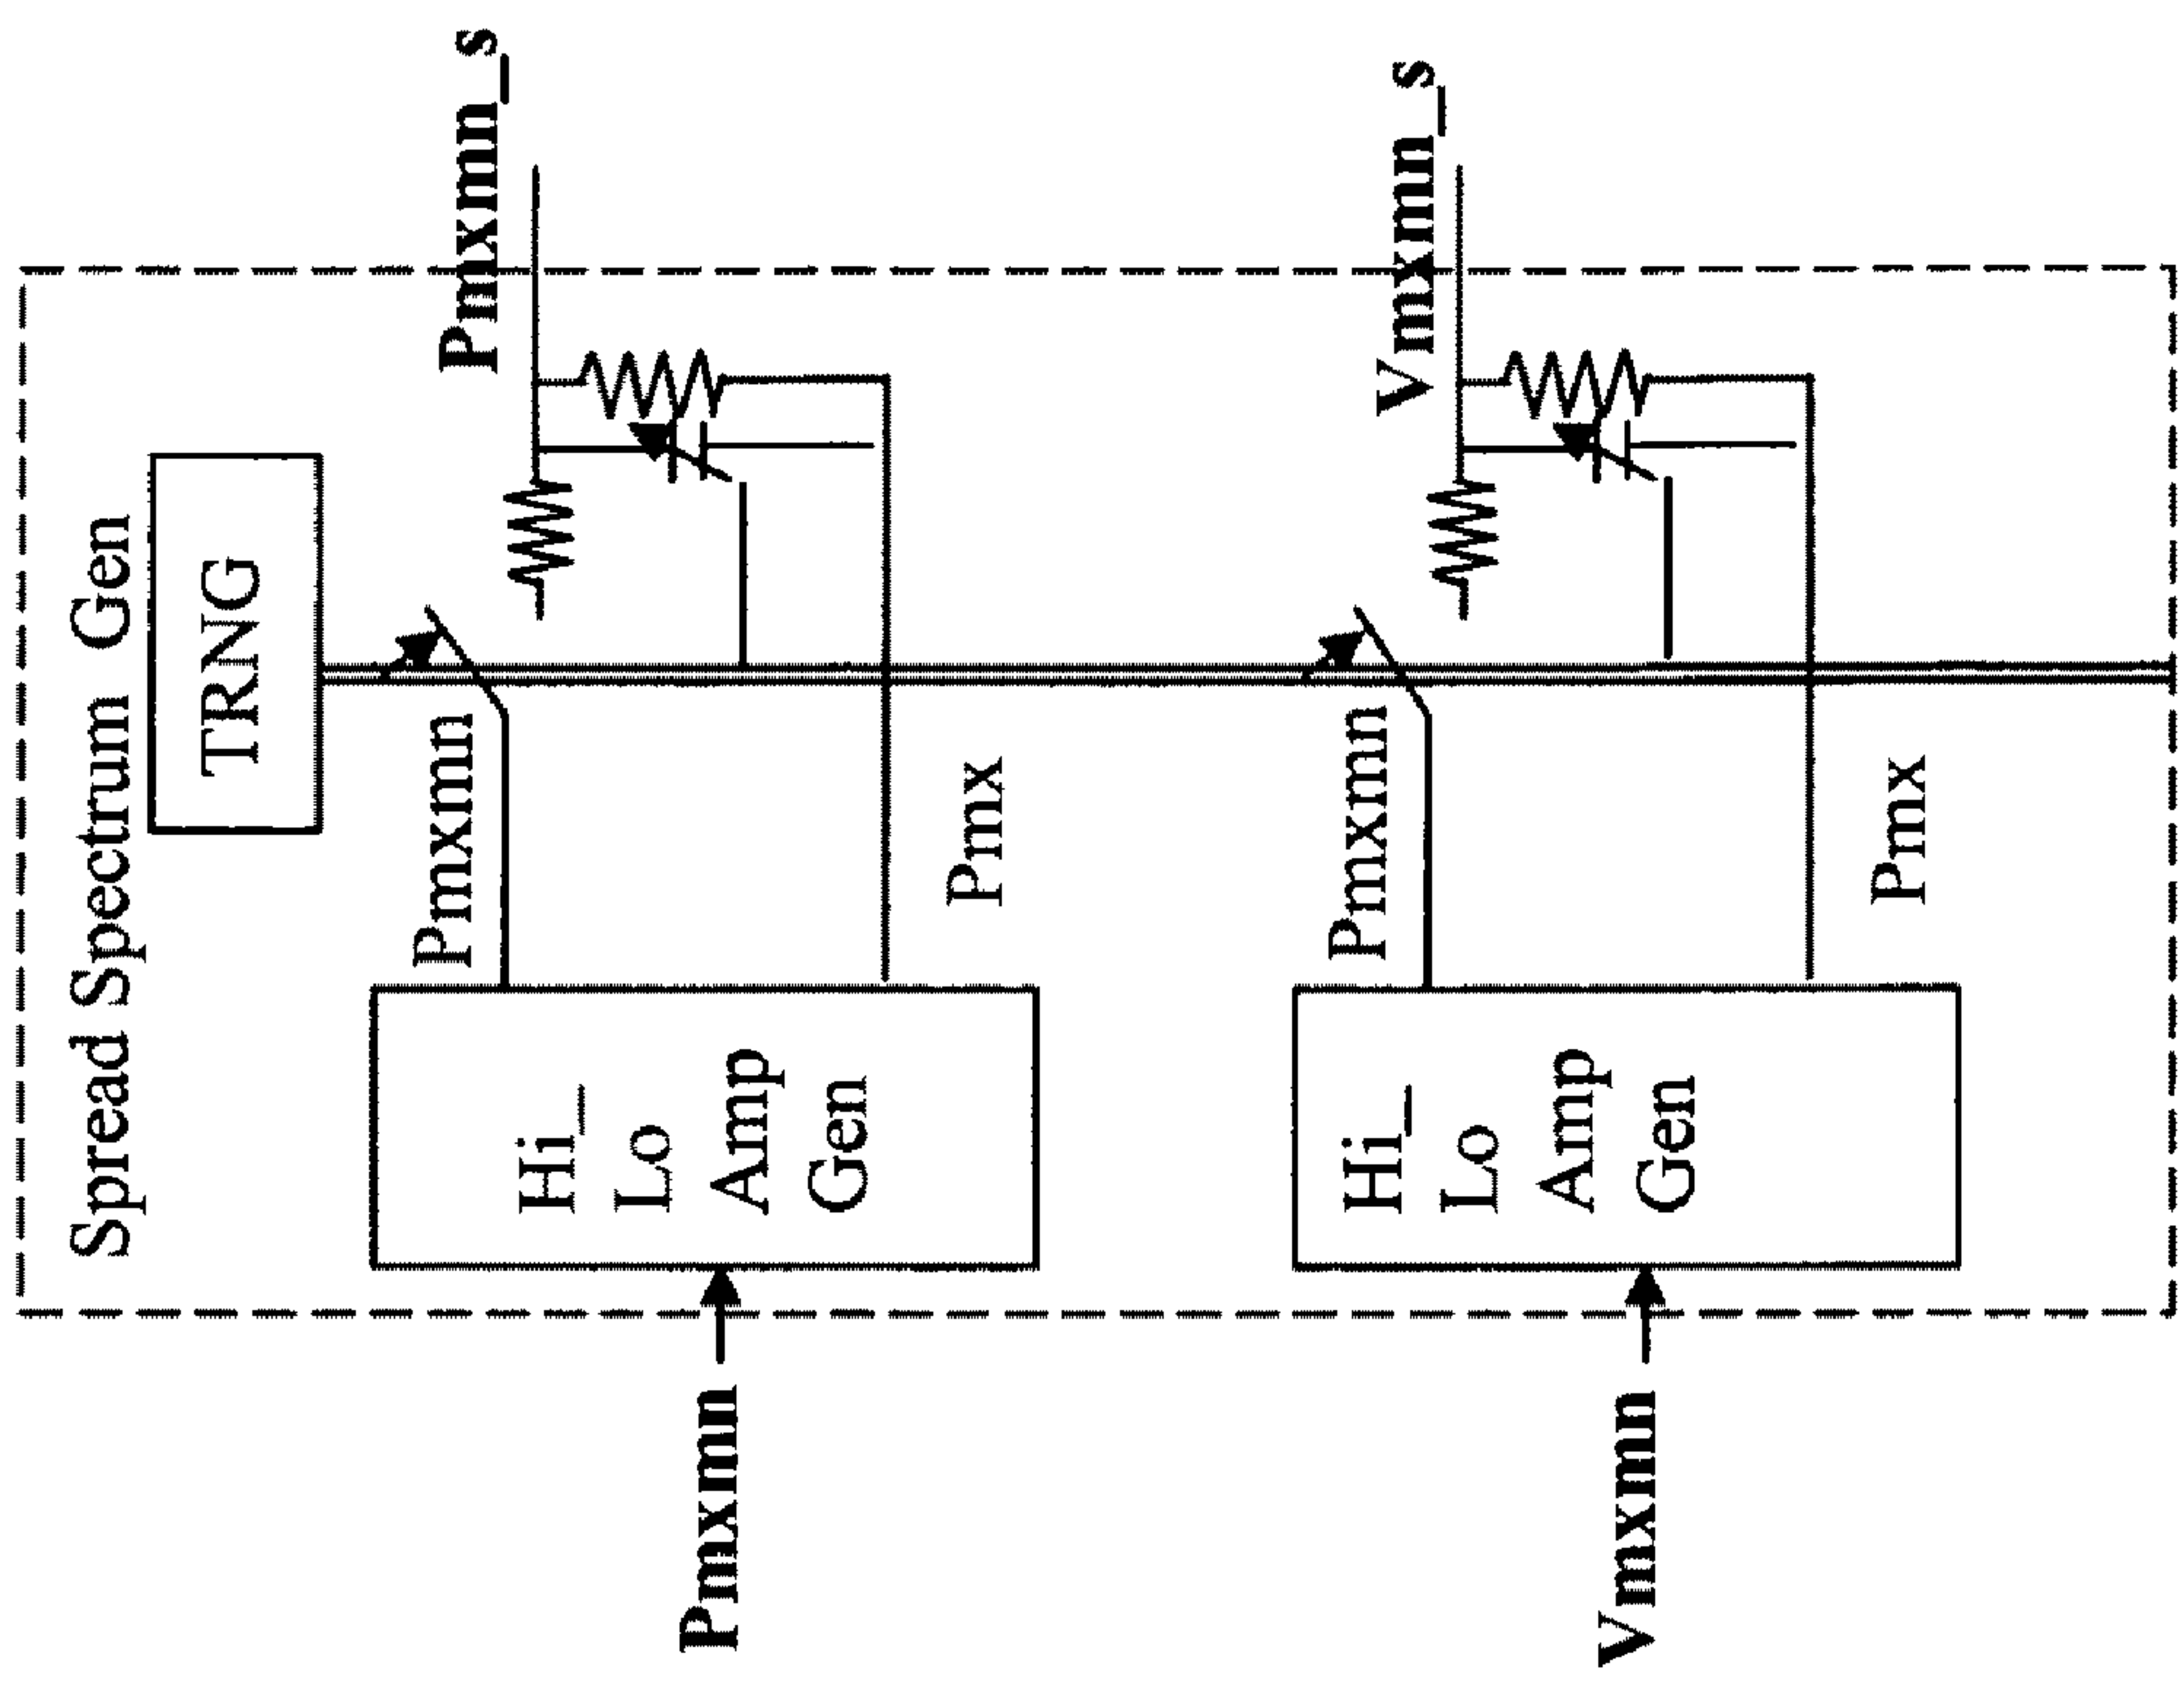 Spread Spectrum Gen
TRNG
Pmxmn_s
Pmxmn
Pmxmn
Hi_
Lo
Amp
Gen
Pmx
Vmxmn_s
Pmxmn
Vmxmn
Hi_
Lo
Amp
Gen
Pmx